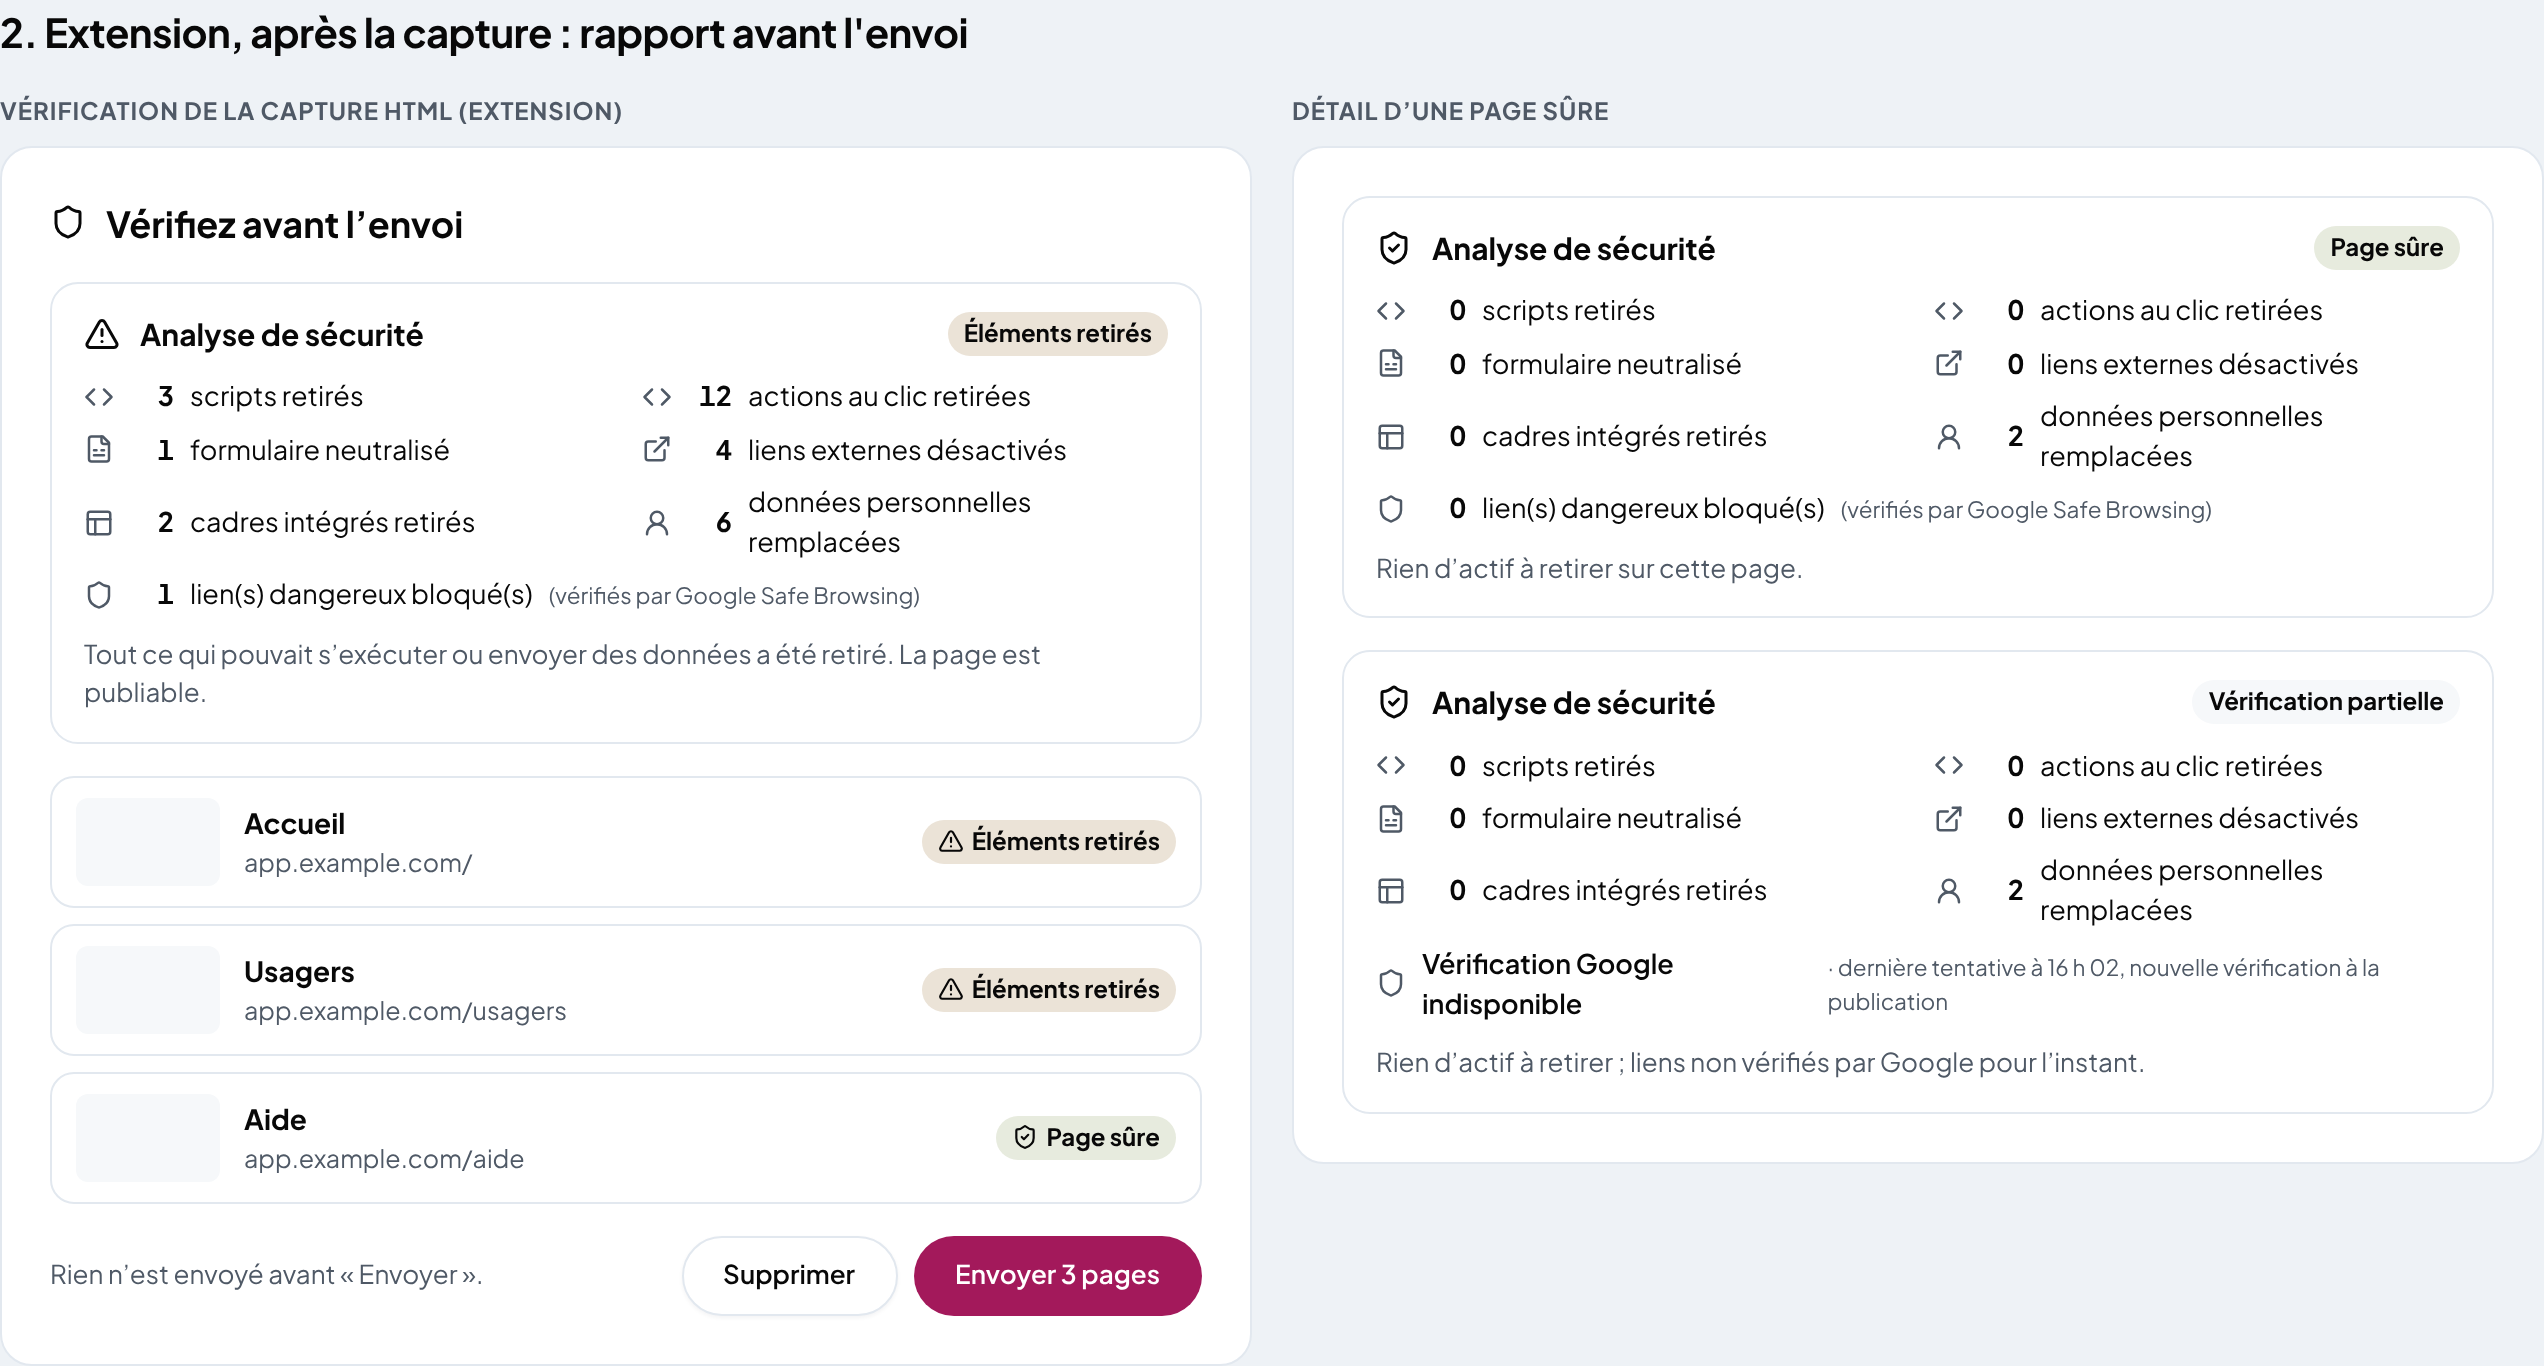 2. Extension, après la capture : rapport avant l'envoi
VÉRIFICATION DE LA CAPTURE HTML (EXTENSION)
Vérifiez avant l’envoi
Analyse de sécurité
Éléments retirés
3 scripts retirés
12 actions au clic retirées
1 formulaire neutralisé
4 liens externes désactivés
2 cadres intégrés retirés
6 données personnelles
remplacées
1 lien(s) dangereux bloqué(s) (vérifiés par Google Safe Browsing)
Tout ce qui pouvait s’exécuter ou envoyer des données a été retiré. La page est
publiable.
Accueil
app.example.com/
Éléments retirés
Usagers
app.example.com/usagers
Éléments retirés
Aide
app.example.com/aide
Page sûre
Rien n’est envoyé avant « Envoyer ».
Supprimer
Envoyer 3 pages
DÉTAIL D’UNE PAGE SÛRE
Analyse de sécurité
Page sûre
0 scripts retirés
0 actions au clic retirées
0 formulaire neutralisé
0 liens externes désactivés
0 cadres intégrés retirés
2 données personnelles
remplacées
0 lien(s) dangereux bloqué(s) (vérifiés par Google Safe Browsing)
Rien d’actif à retirer sur cette page.
Analyse de sécurité
Vérification partielle
0 scripts retirés
0 actions au clic retirées
0 formulaire neutralisé
0 liens externes désactivés
0 cadres intégrés retirés
2 données personnelles
remplacées
Vérification Google
indisponible
· dernière tentative à 16 h 02, nouvelle vérification à la
publication
Rien d’actif à retirer ; liens non vérifiés par Google pour l’instant.